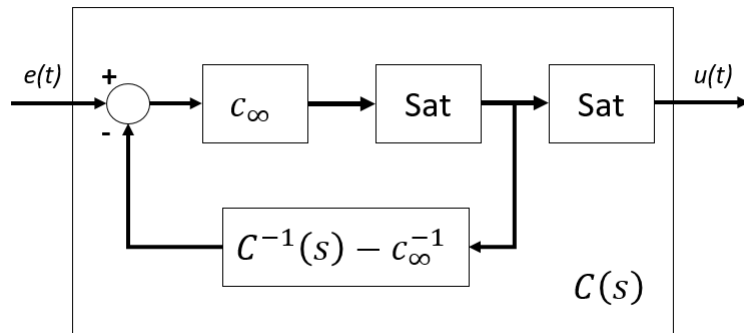 e(t)
+
-
c∞
Sat
Sat
u(t)
C⁻¹(s) − c∞⁻¹
C(s)